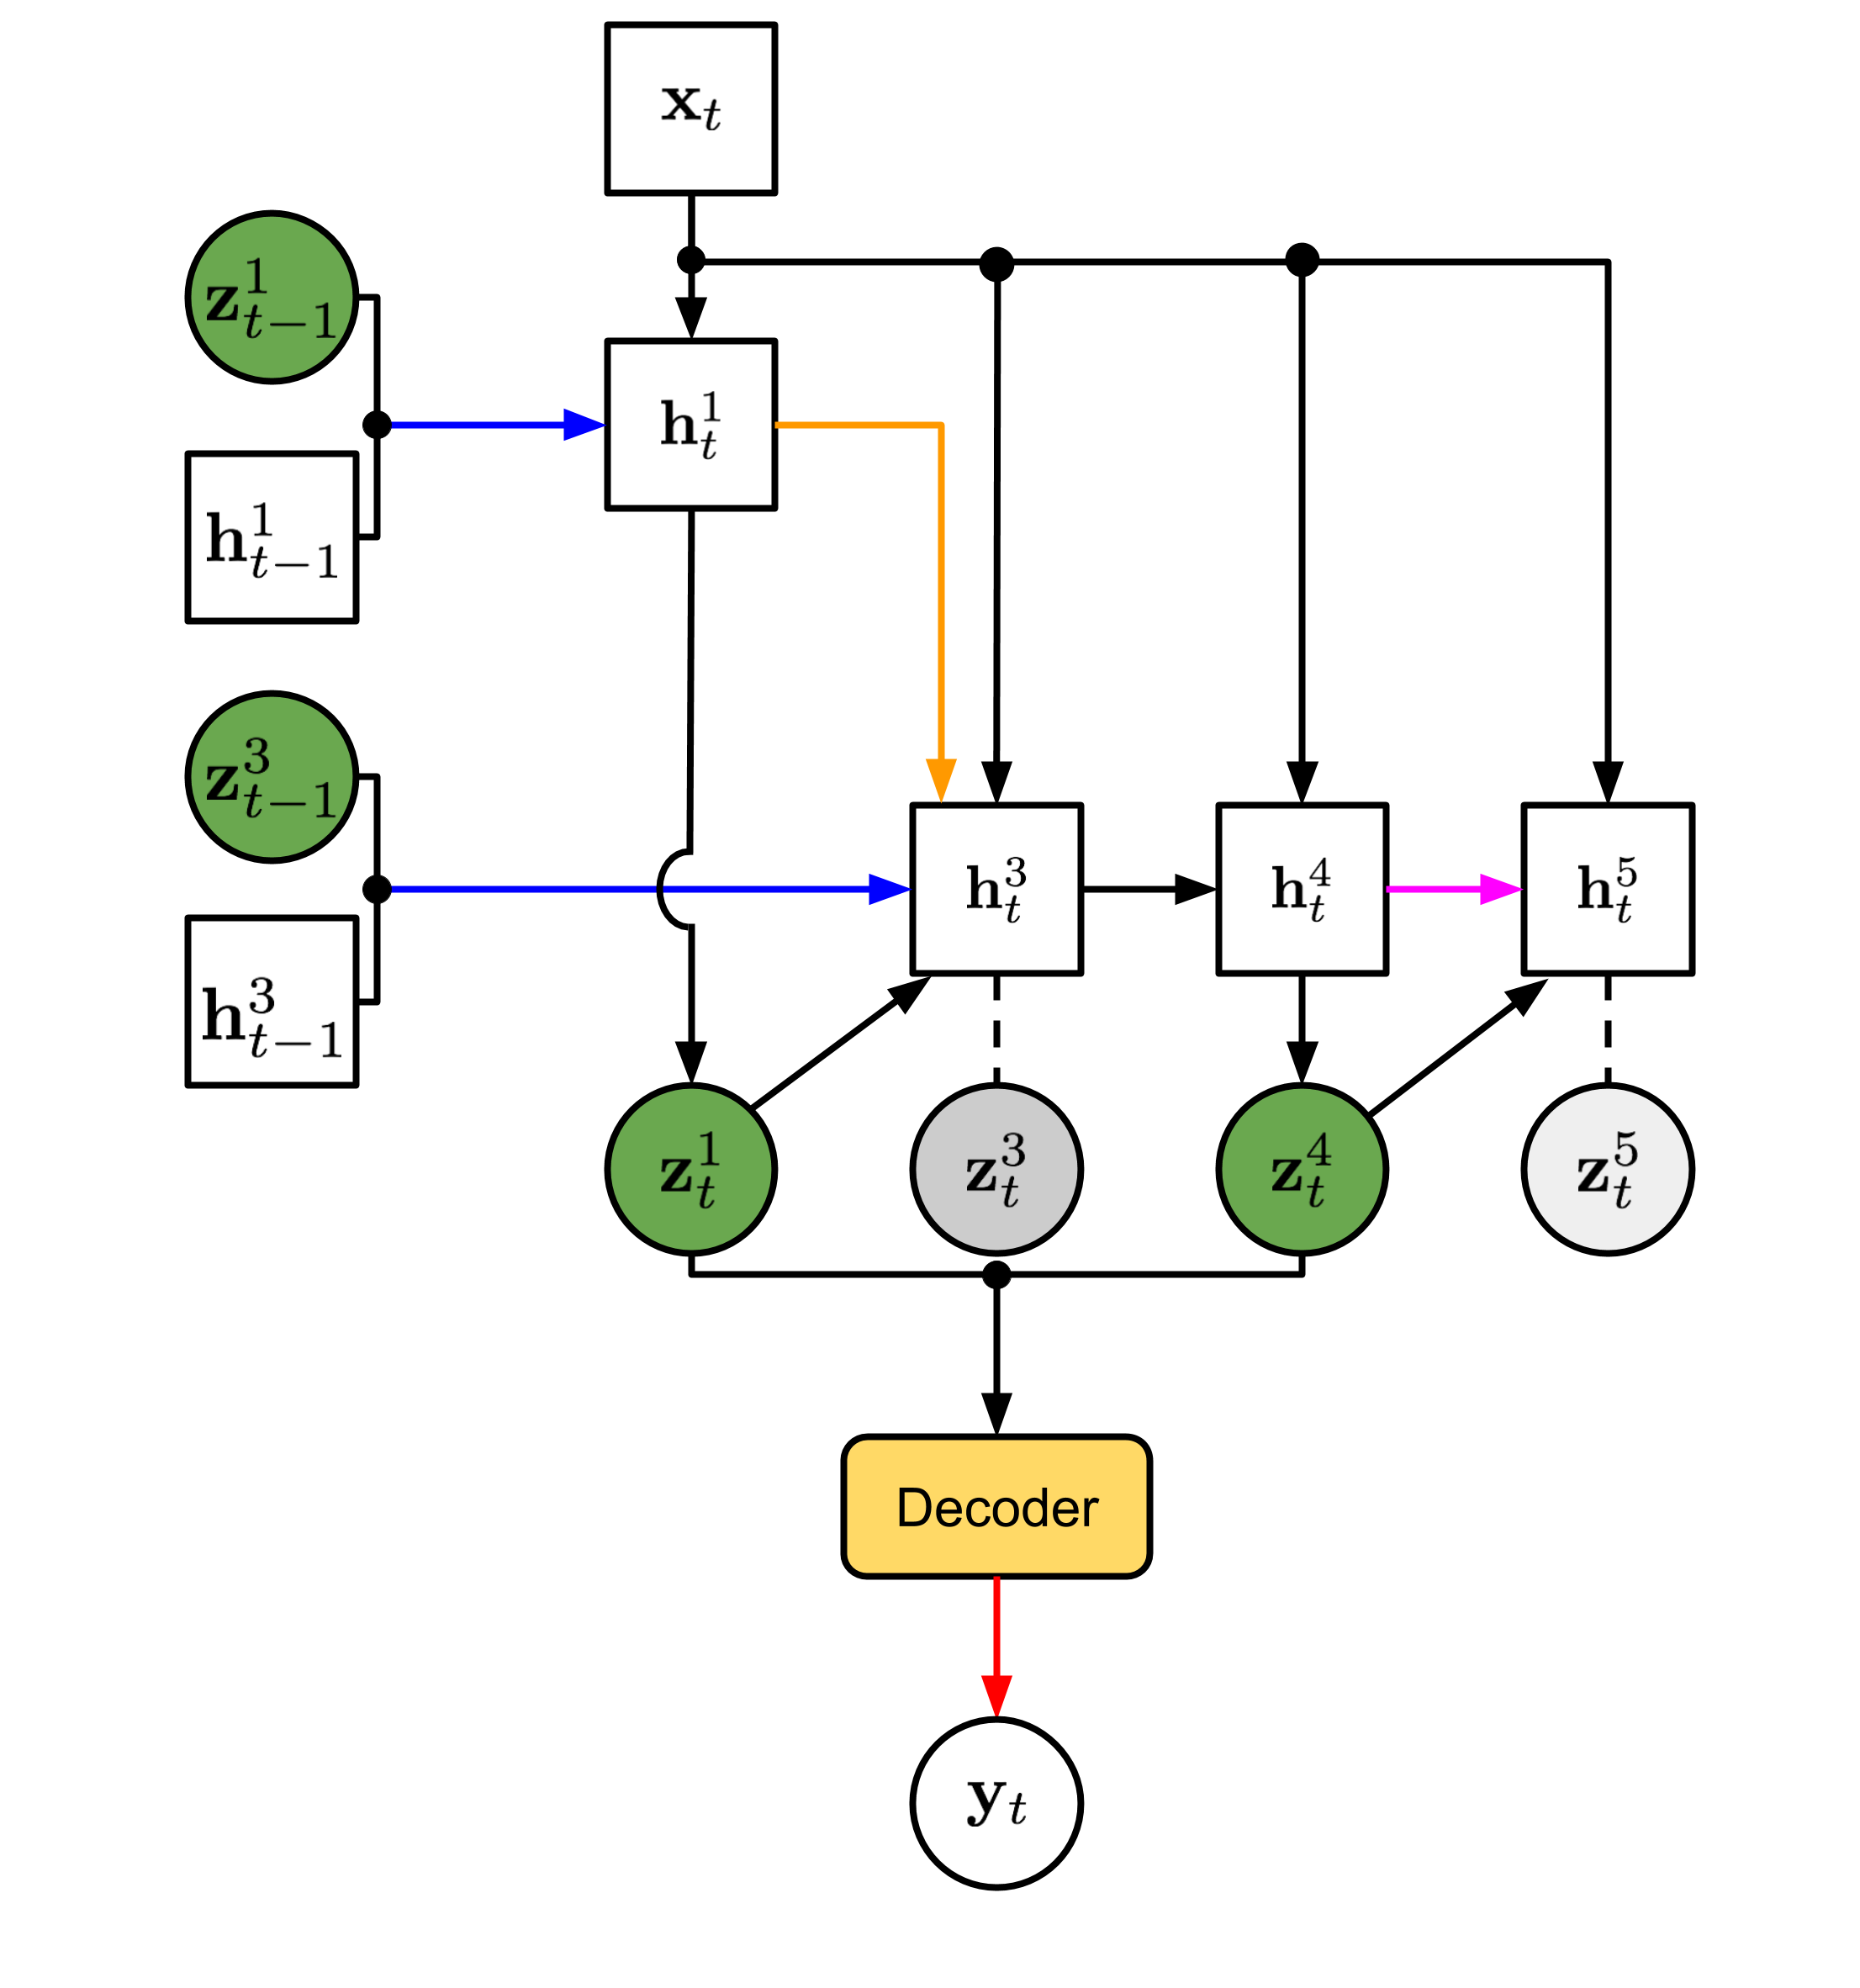 x_t
z^1_{t−1}
h^1_t
h^1_{t−1}
z^3_{t−1}
h^3_t
h^4_t
h^5_t
h^3_{t−1}
z^1_t
z^3_t
z^4_t
z^5_t
Decoder
y_t